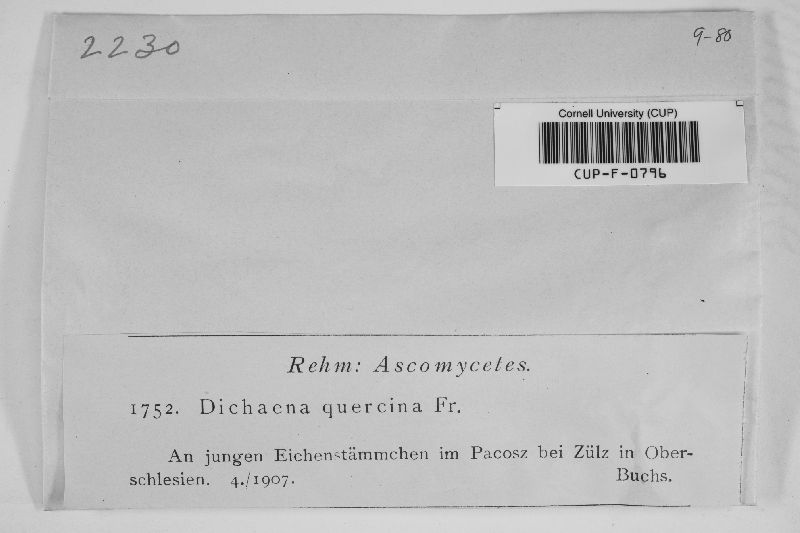 2230
9-80
Cornell University (CUP)
CUP-F-0796
Rehm: Ascomycetes.
1752. Dichaena quercina Fr.
An jungen Eichenstämmchen im Pacosz bei Zülz in Ober-
schlesien. 4./1907. Buchs.